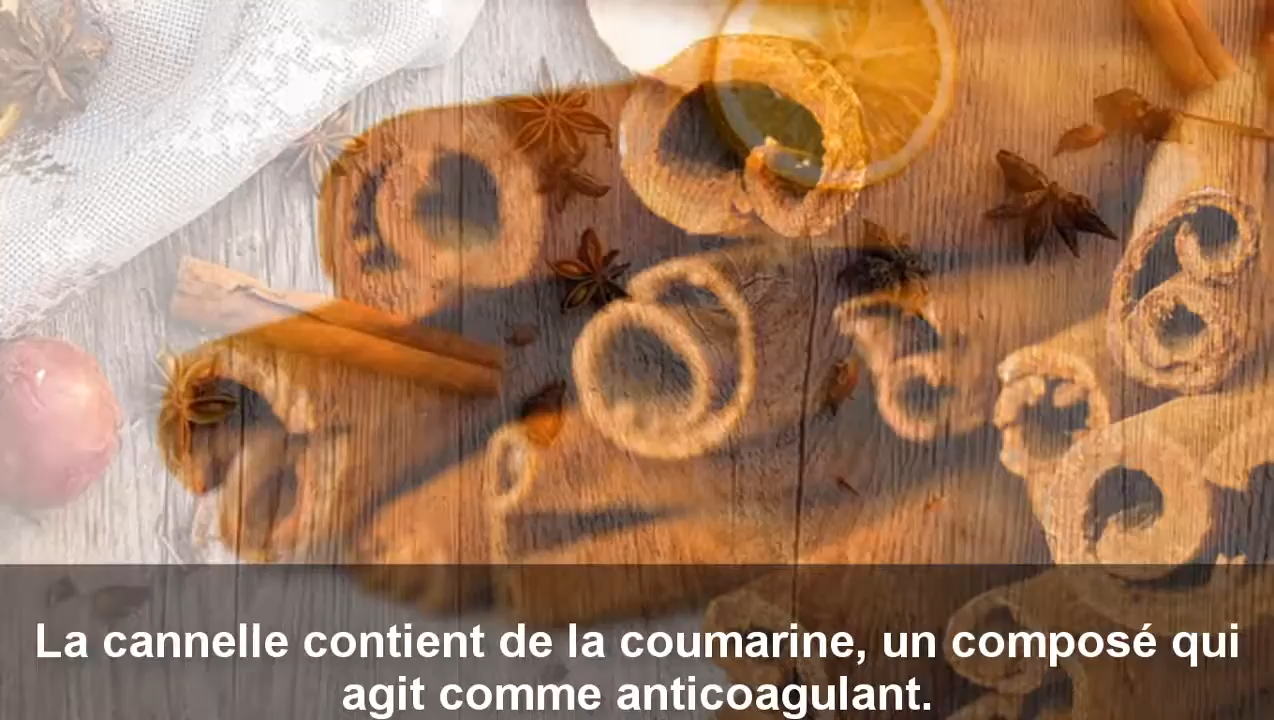 La cannelle contient de la coumarine, un composé qui
agit comme anticoagulant.